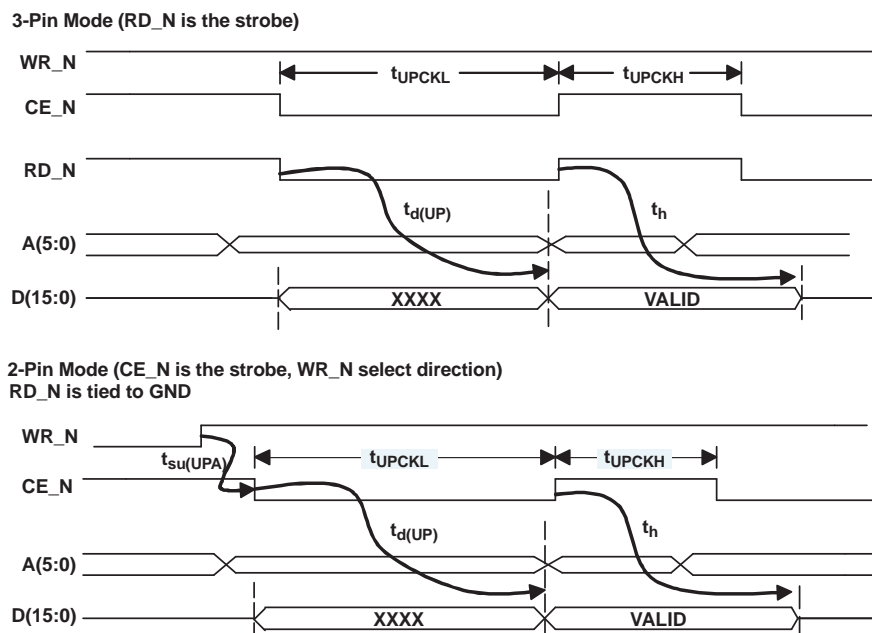 3-Pin Mode (RD_N is the strobe)
WR_N
tUPCKL
tUPCKH
CE_N
RD_N
td(UP)
th
A(5:0)
D(15:0)
XXXX
VALID
2-Pin Mode (CE_N is the strobe, WR_N select direction)
RD_N is tied to GND
WR_N
tsu(UPA)
tUPCKL
tUPCKH
CE_N
td(UP)
th
A(5:0)
D(15:0)
XXXX
VALID